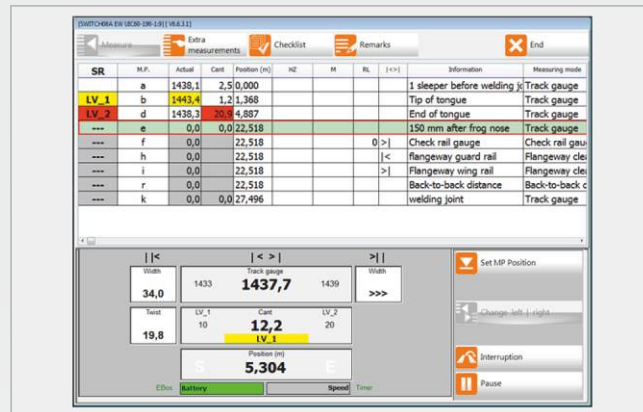 [SWITCH08A EW UIC60-190-1:9] [ V6.6.3.1]
Measure Extra measurements Checklist Remarks End
SR M.P. Actual Cant Position (m) HZ M RL |<>| Information Measuring mode
a 1438,1 2,5 0,000 1 sleeper before welding jc Track gauge
LV_1 b 1443,4 1,2 1,368 Tip of tongue Track gauge
LV_2 d 1438,3 20,9 4,887 End of tongue Track gauge
--- e 0,0 0,0 22,518 150 mm after frog nose Track gauge
--- f 0,0 22,518 0 >| Check rail gauge Check rail gau
--- h 0,0 22,518 |< flangeway guard rail Flangeway clea
--- i 0,0 22,518 >| Flangeway wing rail Flangeway clea
--- r 0,0 22,518 Back-to-back distance Back-to-back c
--- k 0,0 0,0 27,496 welding joint Track gauge
||< |< >| >||
Set MP Position
Width Track gauge Width
34,0 1433 1437,7 1439 >>>
Change left | right
Twist LV_1 Cant LV_2
19,8 10 12,2 20
LV_1
Position (m)
S 5,304 E
Interruption
EBos Battery Speed Timer
Pause